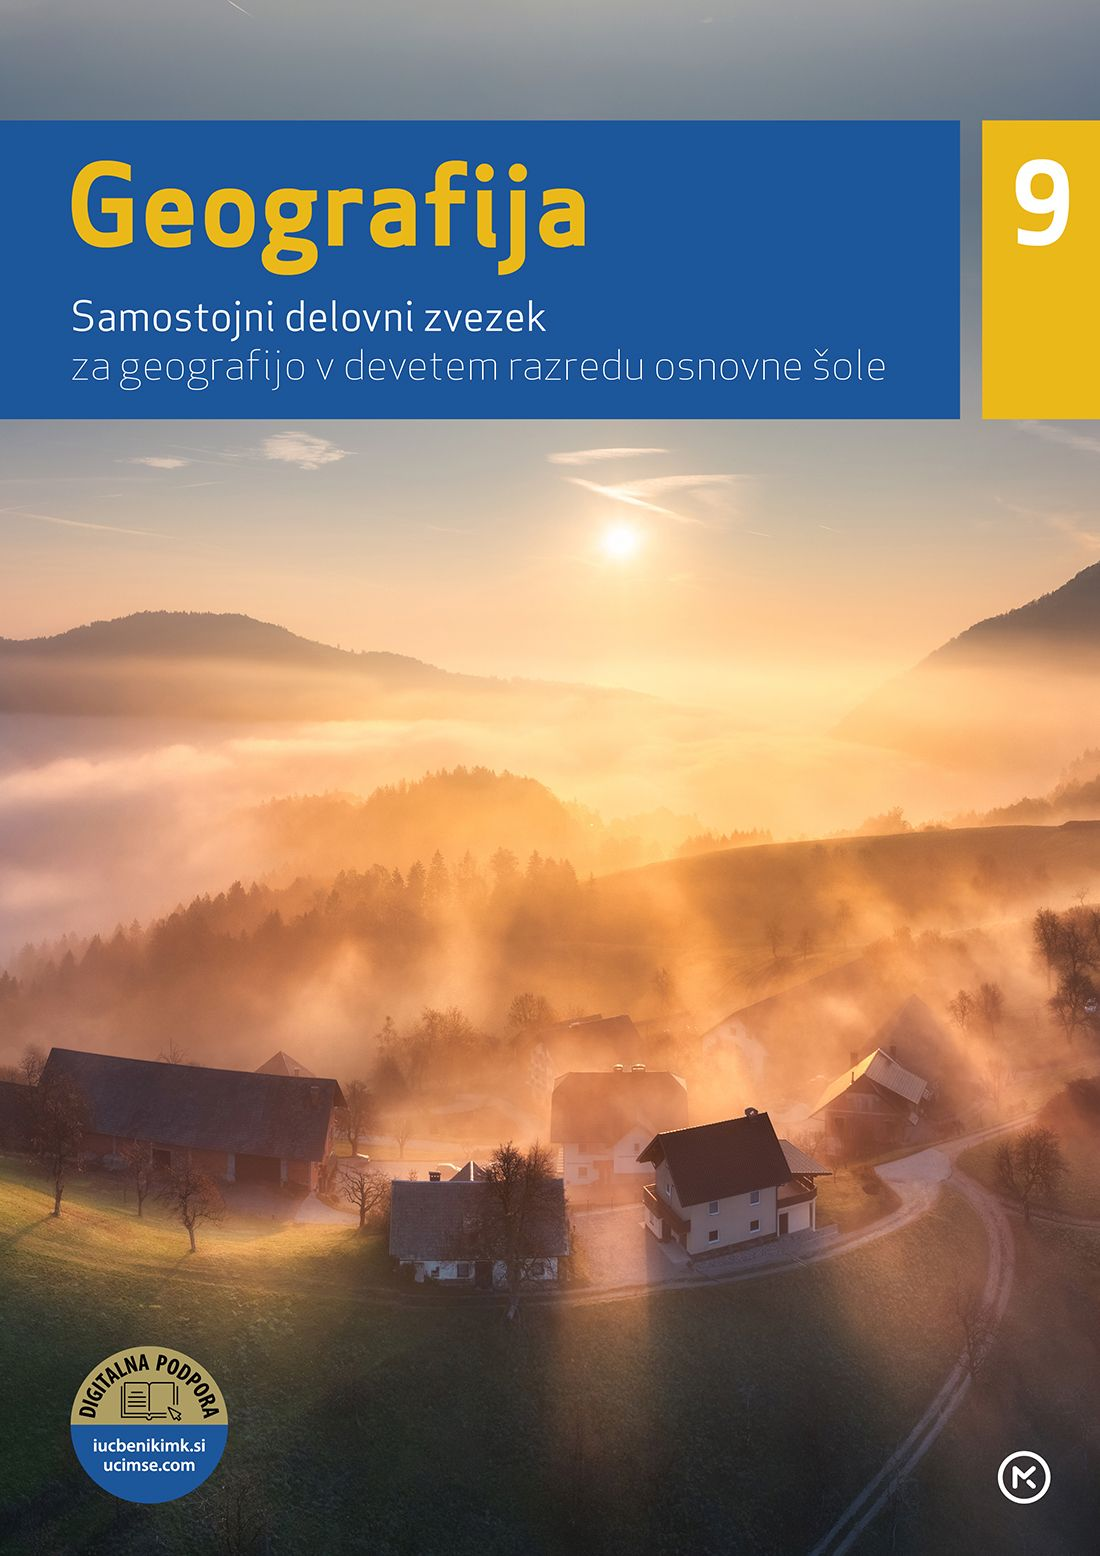 Geografija
9
Samostojni delovni zvezek
za geografijo v devetem razredu osnovne šole
DIGITALNA PODPORA
iucbenikimk.si
ucimse.com